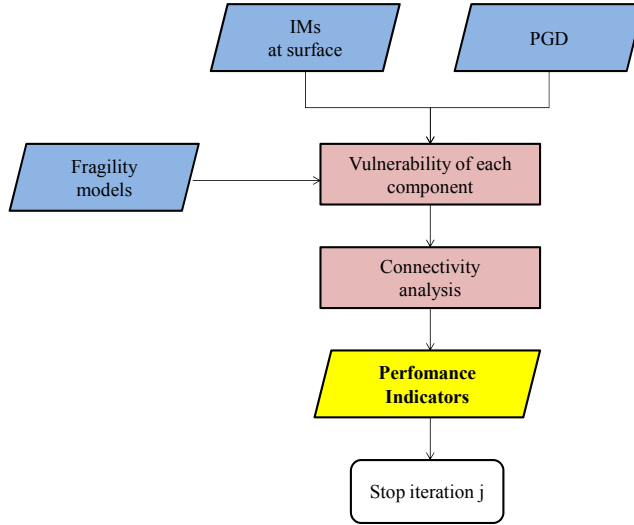 IMs
at surface
PGD
Fragility
models
Vulnerability of each
component
Connectivity
analysis
Perfomance
Indicators
Stop iteration j